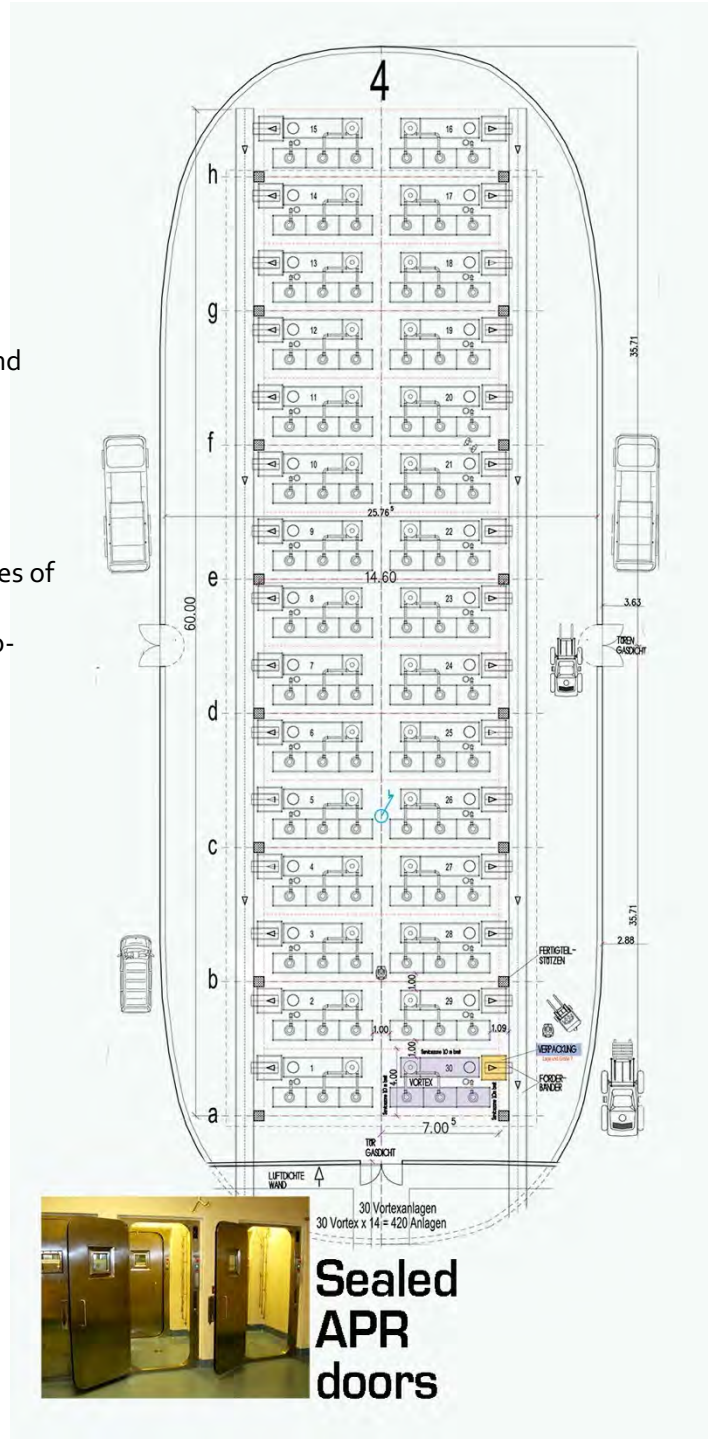 nd
es of
o-
4
15
16
h
14
17
13
18
g
12
19
11
20
f
10
21
25.76⁵
9
22
e
14.60
8
23
60.00
7
24
d
6
25
5
26
c
4
27
3
28
b
2
29
1
30
a
35.71
3.63
TÜREN
GASDICHT
35.71
2.88
FERTIGTEIL-
STÜTZEN
1.00
1.00
1.09
1.00
VERPACKUNG
VORTEX
4.00
FÖRDER-
BÄNDER
7.00⁵
TÜR
GASDICHT
LUFTDICHTE
WAND
30 Vortexanlagen
30 Vortex x 14 = 420 Anlagen
Sealed
APR
doors